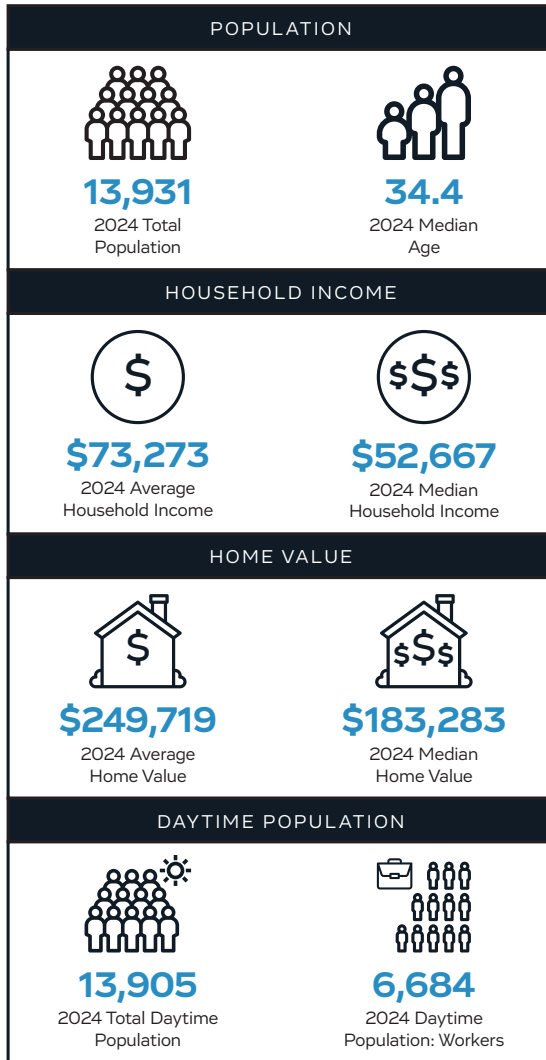 POPULATION
13,931
2024 Total
Population
34.4
2024 Median
Age
HOUSEHOLD INCOME
$
$73,273
2024 Average
Household Income
$$$
$52,667
2024 Median
Household Income
HOME VALUE
$
$249,719
2024 Average
Home Value
$$$
$183,283
2024 Median
Home Value
DAYTIME POPULATION
13,905
2024 Total Daytime
Population
6,684
2024 Daytime
Population: Workers